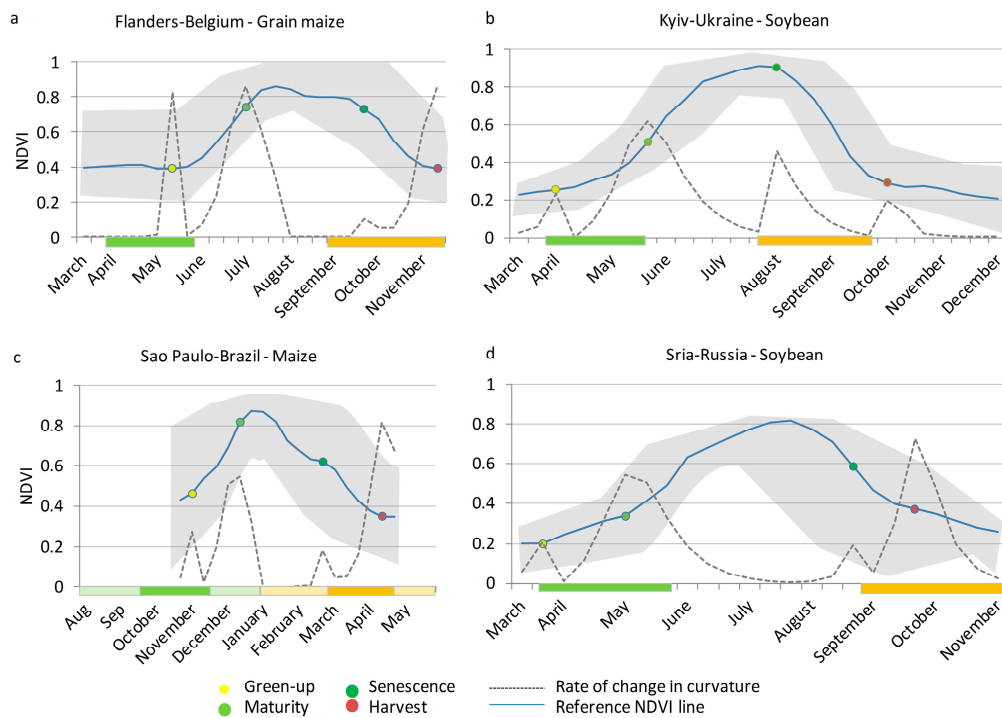 a
Flanders-Belgium - Grain maize
NDVI
1
0.8
0.6
0.4
0.2
0
March April May June July August September October November
b
Kyiv-Ukraine - Soybean
1
0.8
0.6
0.4
0.2
0
March April May June July August September October November December
c
Sao Paulo-Brazil - Maize
NDVI
1
0.8
0.6
0.4
0.2
0
Aug Sep October November December January February March April May
d
Sria-Russia - Soybean
1
0.8
0.6
0.4
0.2
0
March April May June July August September October November
Green-up
Senescence
Rate of change in curvature
Maturity
Harvest
Reference NDVI line